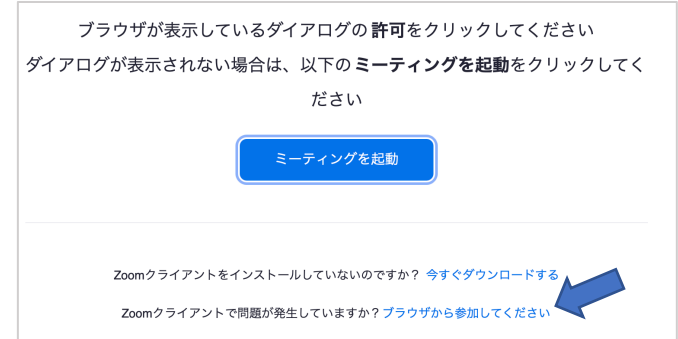 ブラウザが表示しているダイアログの 許可をクリックしてください
ダイアログが表示されない場合は、以下の ミーティングを起動をクリックしてく
ださい
ミーティングを起動
Zoomクライアントをインストールしていないのですか？ 今すぐダウンロードする
Zoomクライアントで問題が発生していますか？ブラウザから参加してください